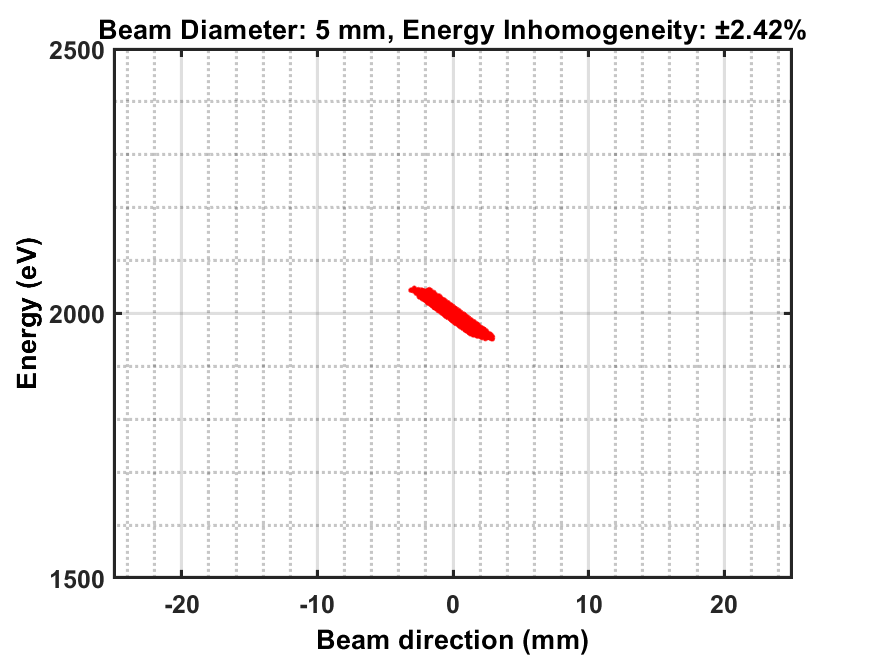 Beam Diameter: 5 mm, Energy Inhomogeneity: ±2.42%
2500
2000
1500
Energy (eV)
-20 -10 0 10 20
Beam direction (mm)